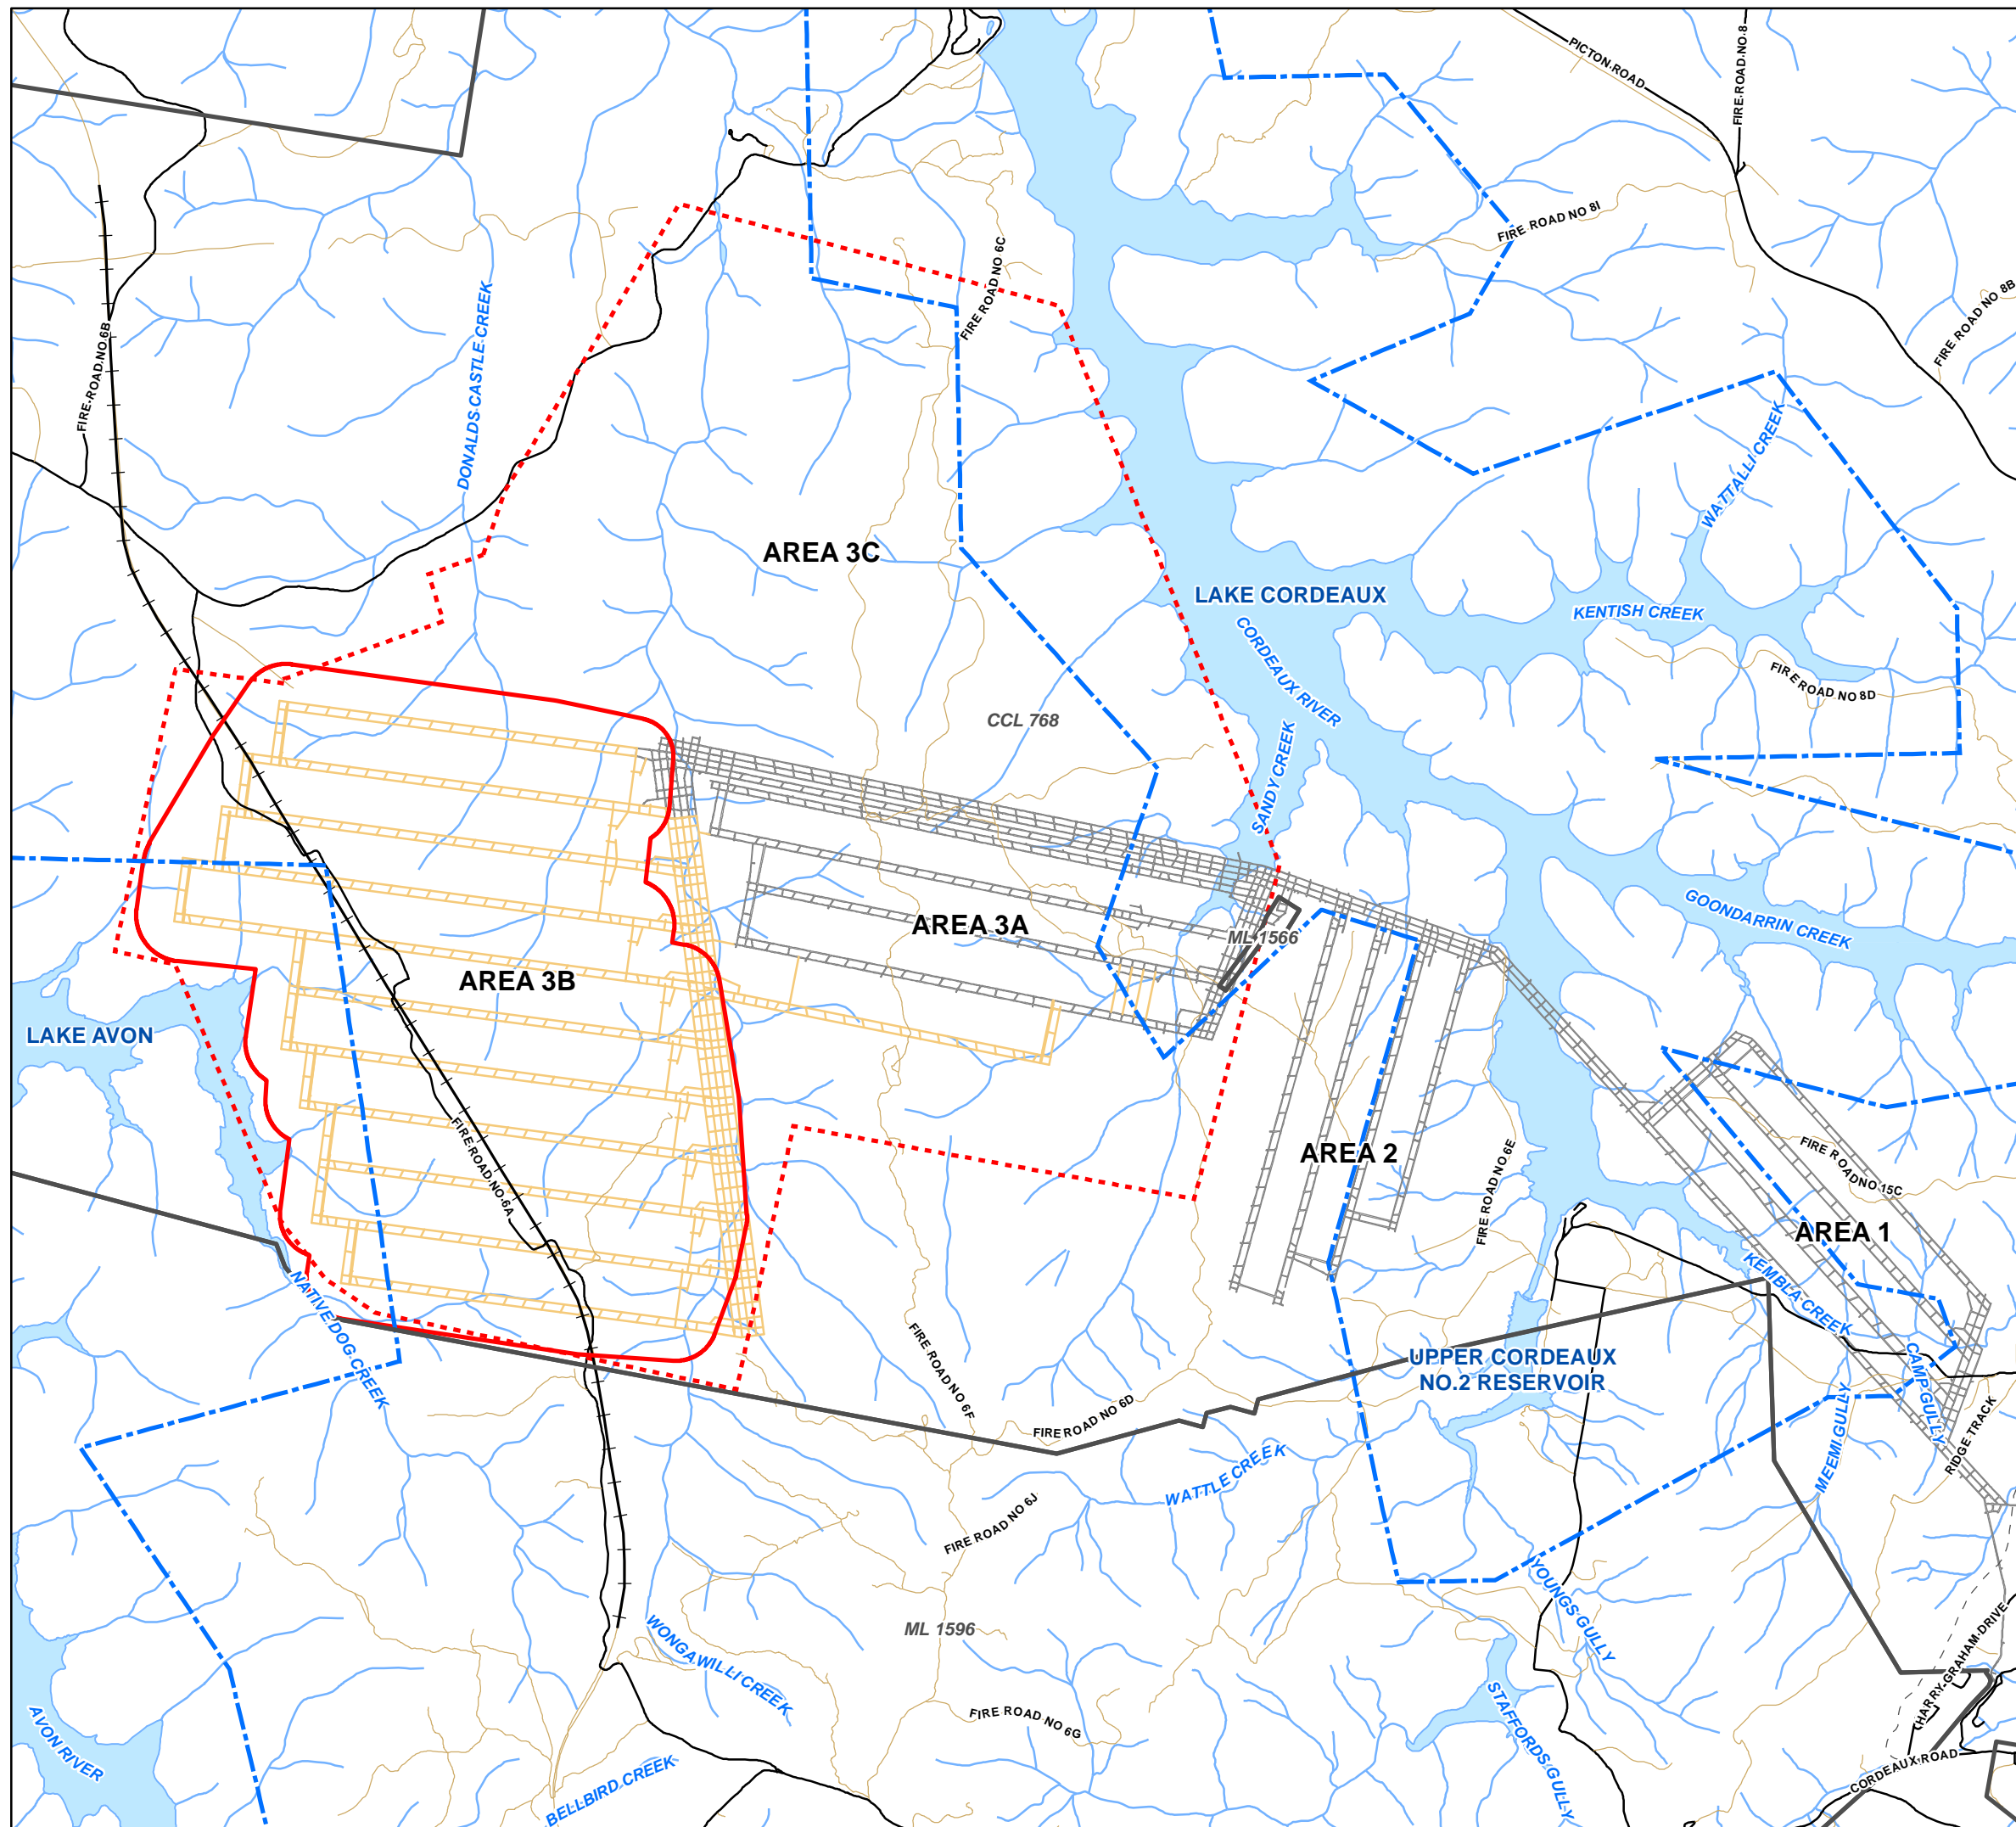 PICTON ROAD
FIRE ROAD NO 8
FIRE ROAD NO 8I
FIRE ROAD NO 6C
FIRE ROAD NO 8B
FIRE ROAD NO 6B
DONALDS CASTLE CREEK
WATTALLI CREEK
AREA 3C
LAKE CORDEAUX
KENTISH CREEK
CORDEAUX RIVER
FIRE ROAD NO 8D
CCL 768
SANDY CREEK
AREA 3A
GOONDARRIN CREEK
ML 1566
AREA 3B
LAKE AVON
FIRE ROAD NO 6A
AREA 2
FIRE ROAD NO 6E
FIRE ROAD NO 15C
AREA 1
KEMBLA CREEK
NATIVE DOG CREEK
FIRE ROAD NO 6F
UPPER CORDEAUX
NO.2 RESERVOIR
CAMP GULLY
MEEMI GULLY
RIDGE TRACK
FIRE ROAD NO 6D
WATTLE CREEK
FIRE ROAD NO 6J
YOUNGS GULLY
ML 1596
WONGAWILLI CREEK
HARRY GRAHAM DRIVE
FIRE ROAD NO 6G
STAFFORDS GULLY
AVON RIVER
BELLBIRD CREEK
CORDEAUX ROAD